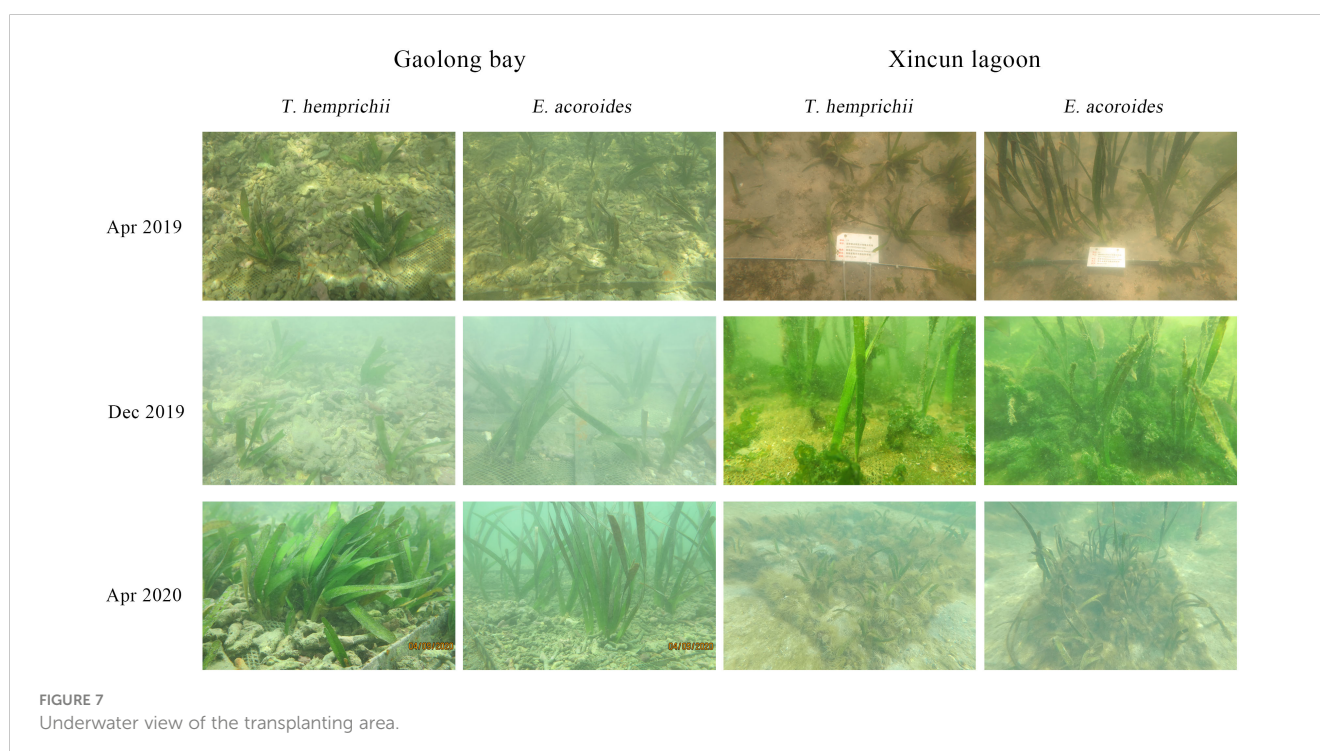 Gaolong bay Xincun lagoon
T. hemprichii E. acoroides T. hemprichii E. acoroides
Apr 2019
Dec 2019
Apr 2020
FIGURE 7
Underwater view of the transplanting area.